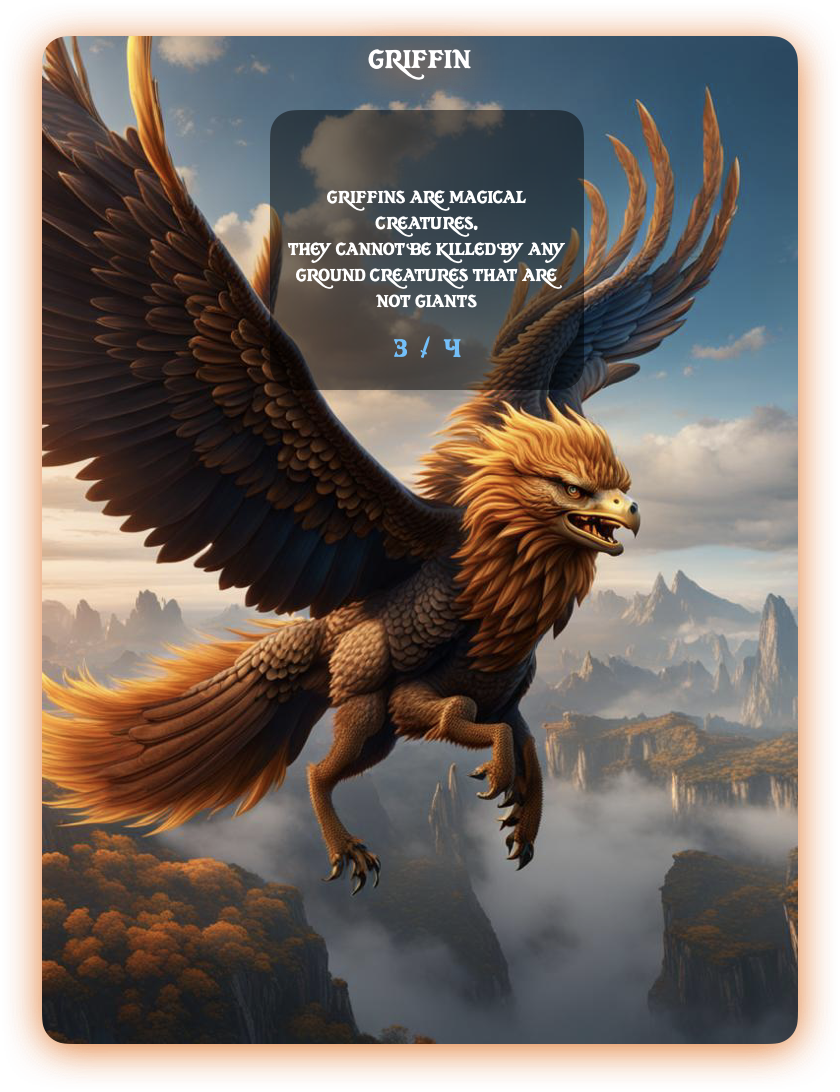 GRIFFIN
GRIFFINS ARE MAGICAL
CREATURES.
THEY CANNOT BE KILLED BY ANY
GROUND CREATURES THAT ARE
NOT GIANTS
3 / 4